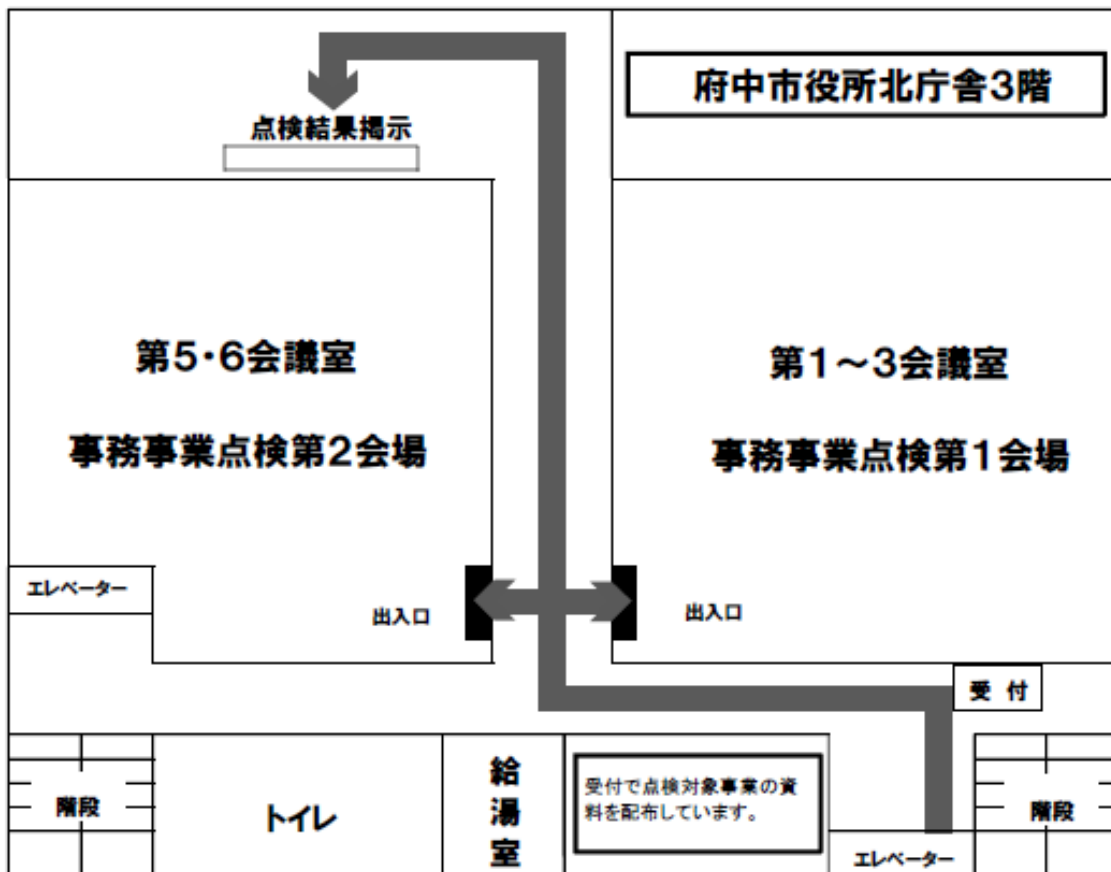 府中市役所北庁舎3階
点検結果掲示
第5・6会議室
事務事業点検第2会場
第1～3会議室
事務事業点検第1会場
エレベーター
出入口
出入口
受 付
階段
トイレ
給湯室
受付で点検対象事業の資
料を配布しています。
エレベーター
階段